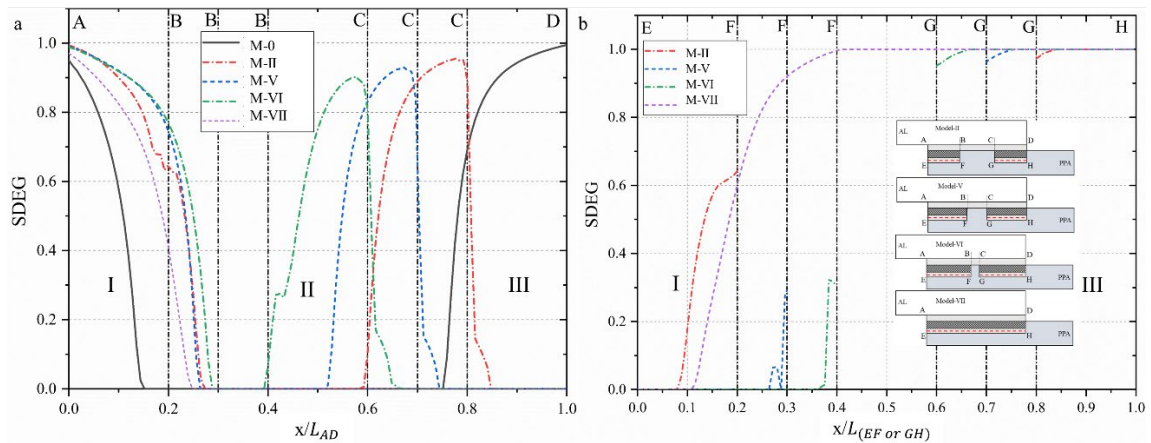 a
A B B B C C C D
1.0
0.8
0.6
0.4
0.2
0.0
SDEG
M-0
M-II
M-V
M-VI
M-VII
I
II
III
0.0 0.2 0.4 0.6 0.8 1.0
x/L_{AD}
b
E F F F G G G H
1.0
0.8
0.6
0.4
0.2
0.0
SDEG
M-II
M-V
M-VI
M-VII
I
III
AL Model-II
A B C D
E F G H PPA
AL Model-V
A B C D
E F G H PPA
AL Model-VI
A B C D
E F G H PPA
AL Model-VII
A D
E H PPA
0.0 0.1 0.2 0.3 0.4 0.5 0.6 0.7 0.8 0.9 1.0
x/L_{(EF or GH)}